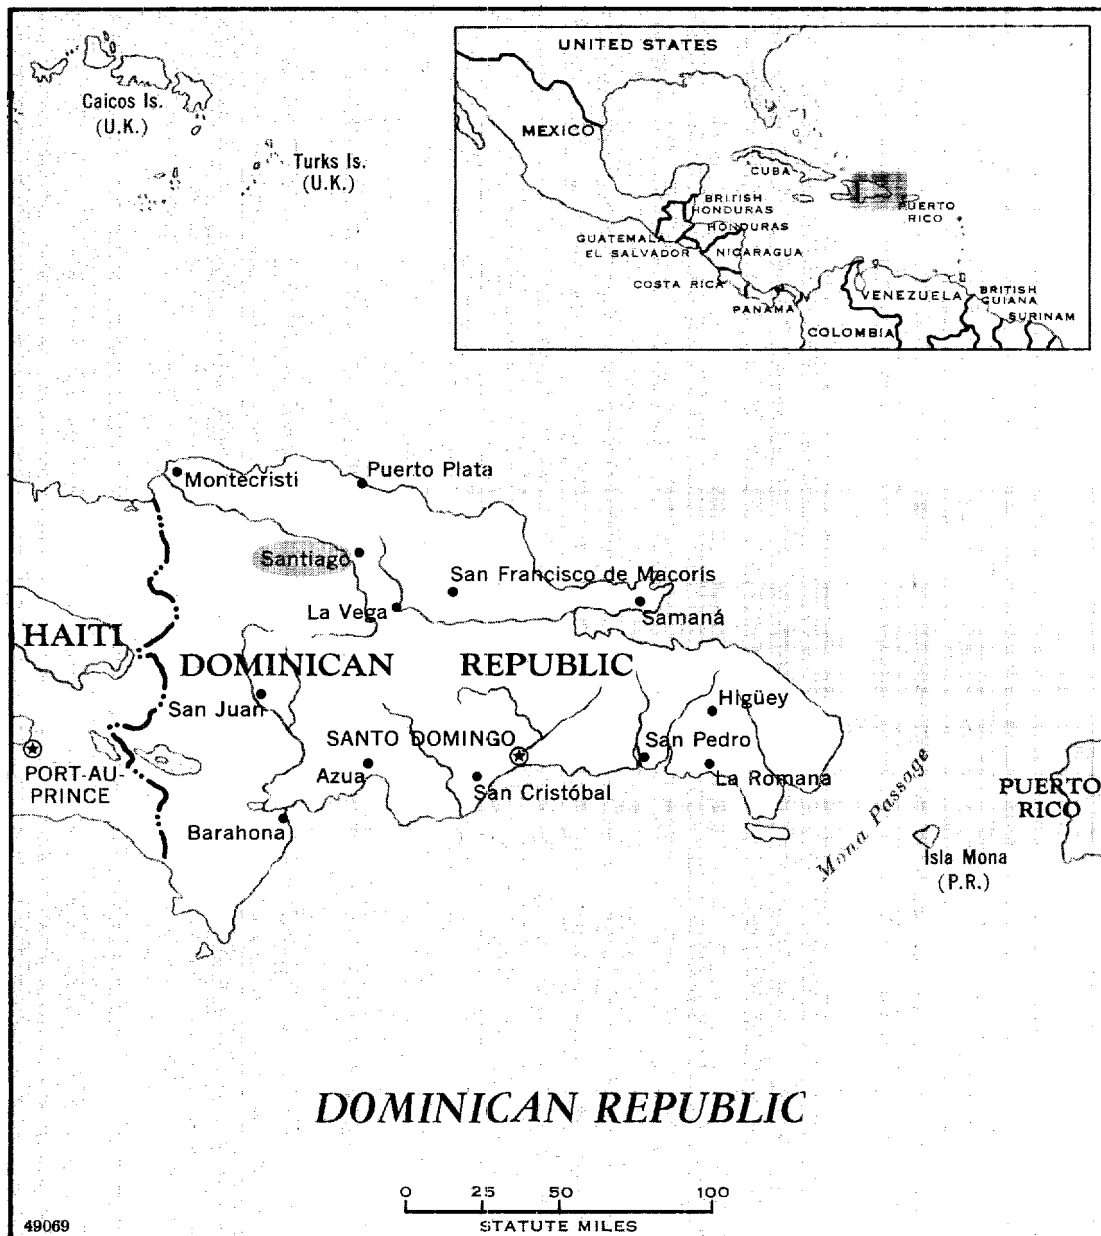 UNITED STATES
MEXICO
CUBA
PUERTO
RICO
BRITISH
HONDURAS
HONDURAS
GUATEMALA
EL SALVADOR
NICARAGUA
COSTA RICA
PANAMA
VENEZUELA
BRITISH
GUIANA
SURINAM
COLOMBIA
Caicos Is.
(U.K.)
Turks Is.
(U.K.)
Montecristi
Puerto Plata
Santiago
San Francisco de Macorís
La Vega
Samaná
HAITI
DOMINICAN REPUBLIC
San Juan
Higüey
SANTO DOMINGO
San Pedro
PORT-AU-
PRINCE
Azua
San Cristóbal
La Romana
Barahona
Mona Passage
PUERTO
RICO
Isla Mona
(P.R.)
DOMINICAN REPUBLIC
0 25 50 100
STATUTE MILES
49069